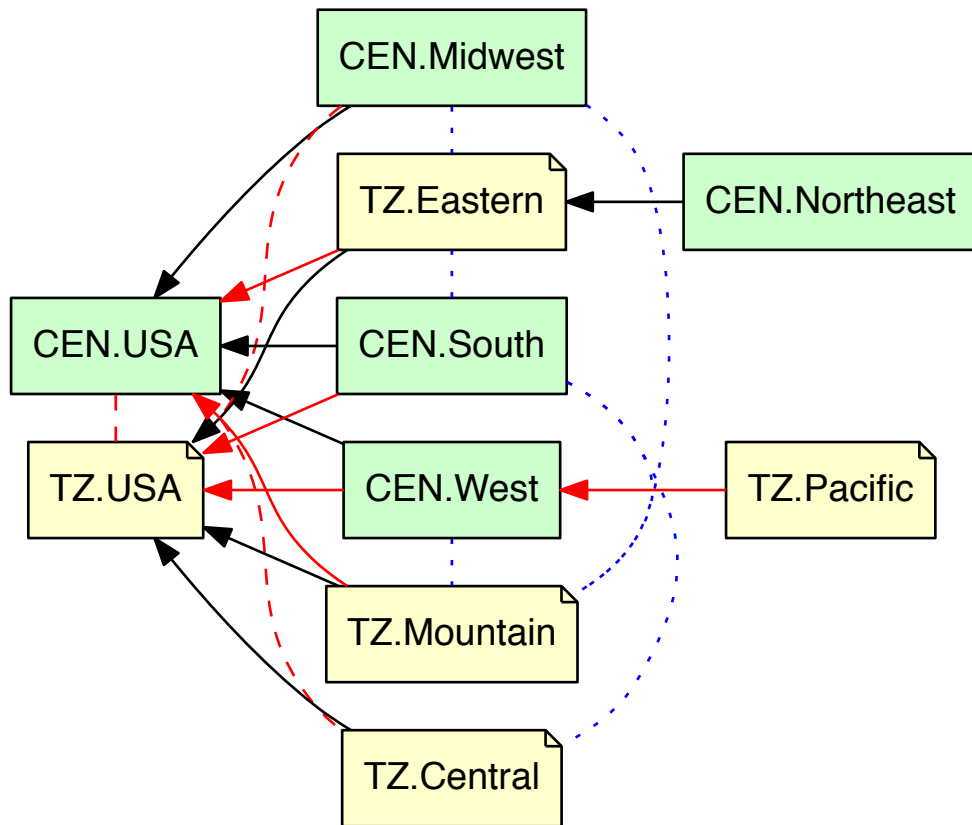 CEN.Midwest
TZ.Eastern
CEN.Northeast
CEN.USA
CEN.South
TZ.USA
CEN.West
TZ.Pacific
TZ.Mountain
TZ.Central